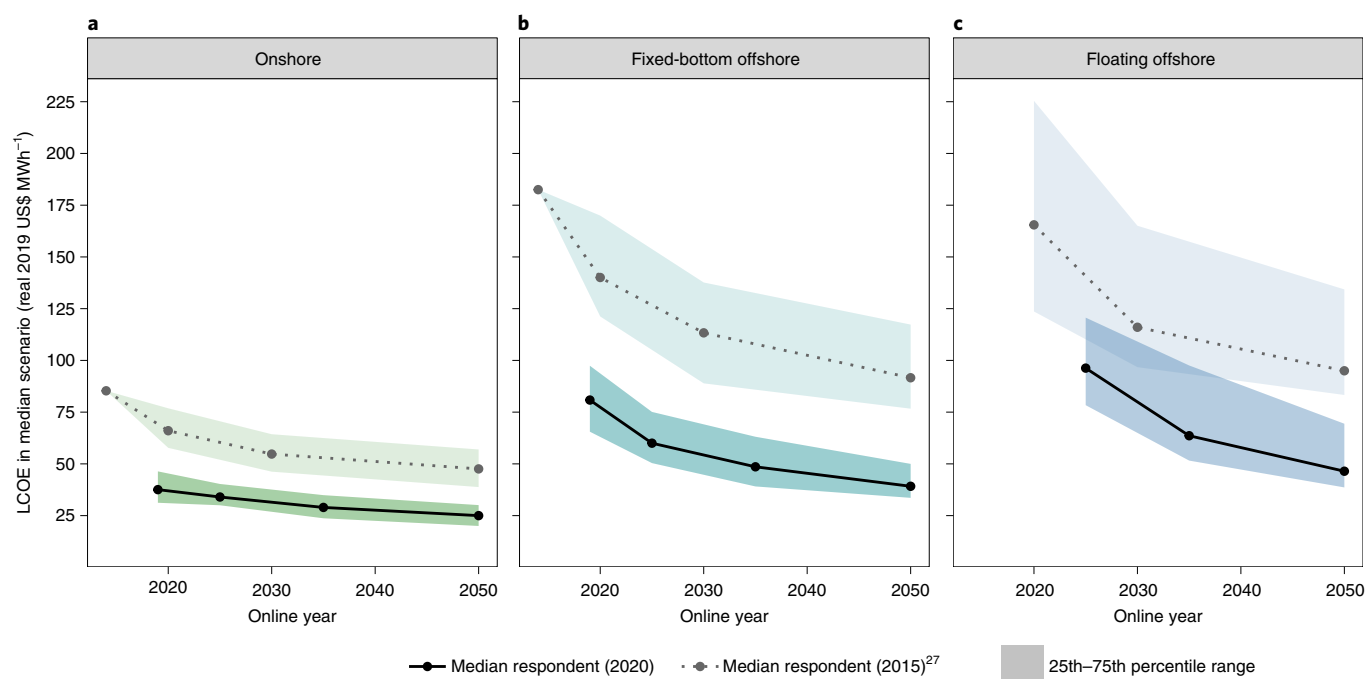 a
b
c
Onshore
Fixed-bottom offshore
Floating offshore
LCOE in median scenario (real 2019 US$ MWh⁻¹)
225
200
175
150
125
100
75
50
25
2020 2030 2040 2050
2020 2030 2040 2050
2020 2030 2040 2050
Online year
Online year
Online year
Median respondent (2020)
Median respondent (2015)²⁷
25th–75th percentile range